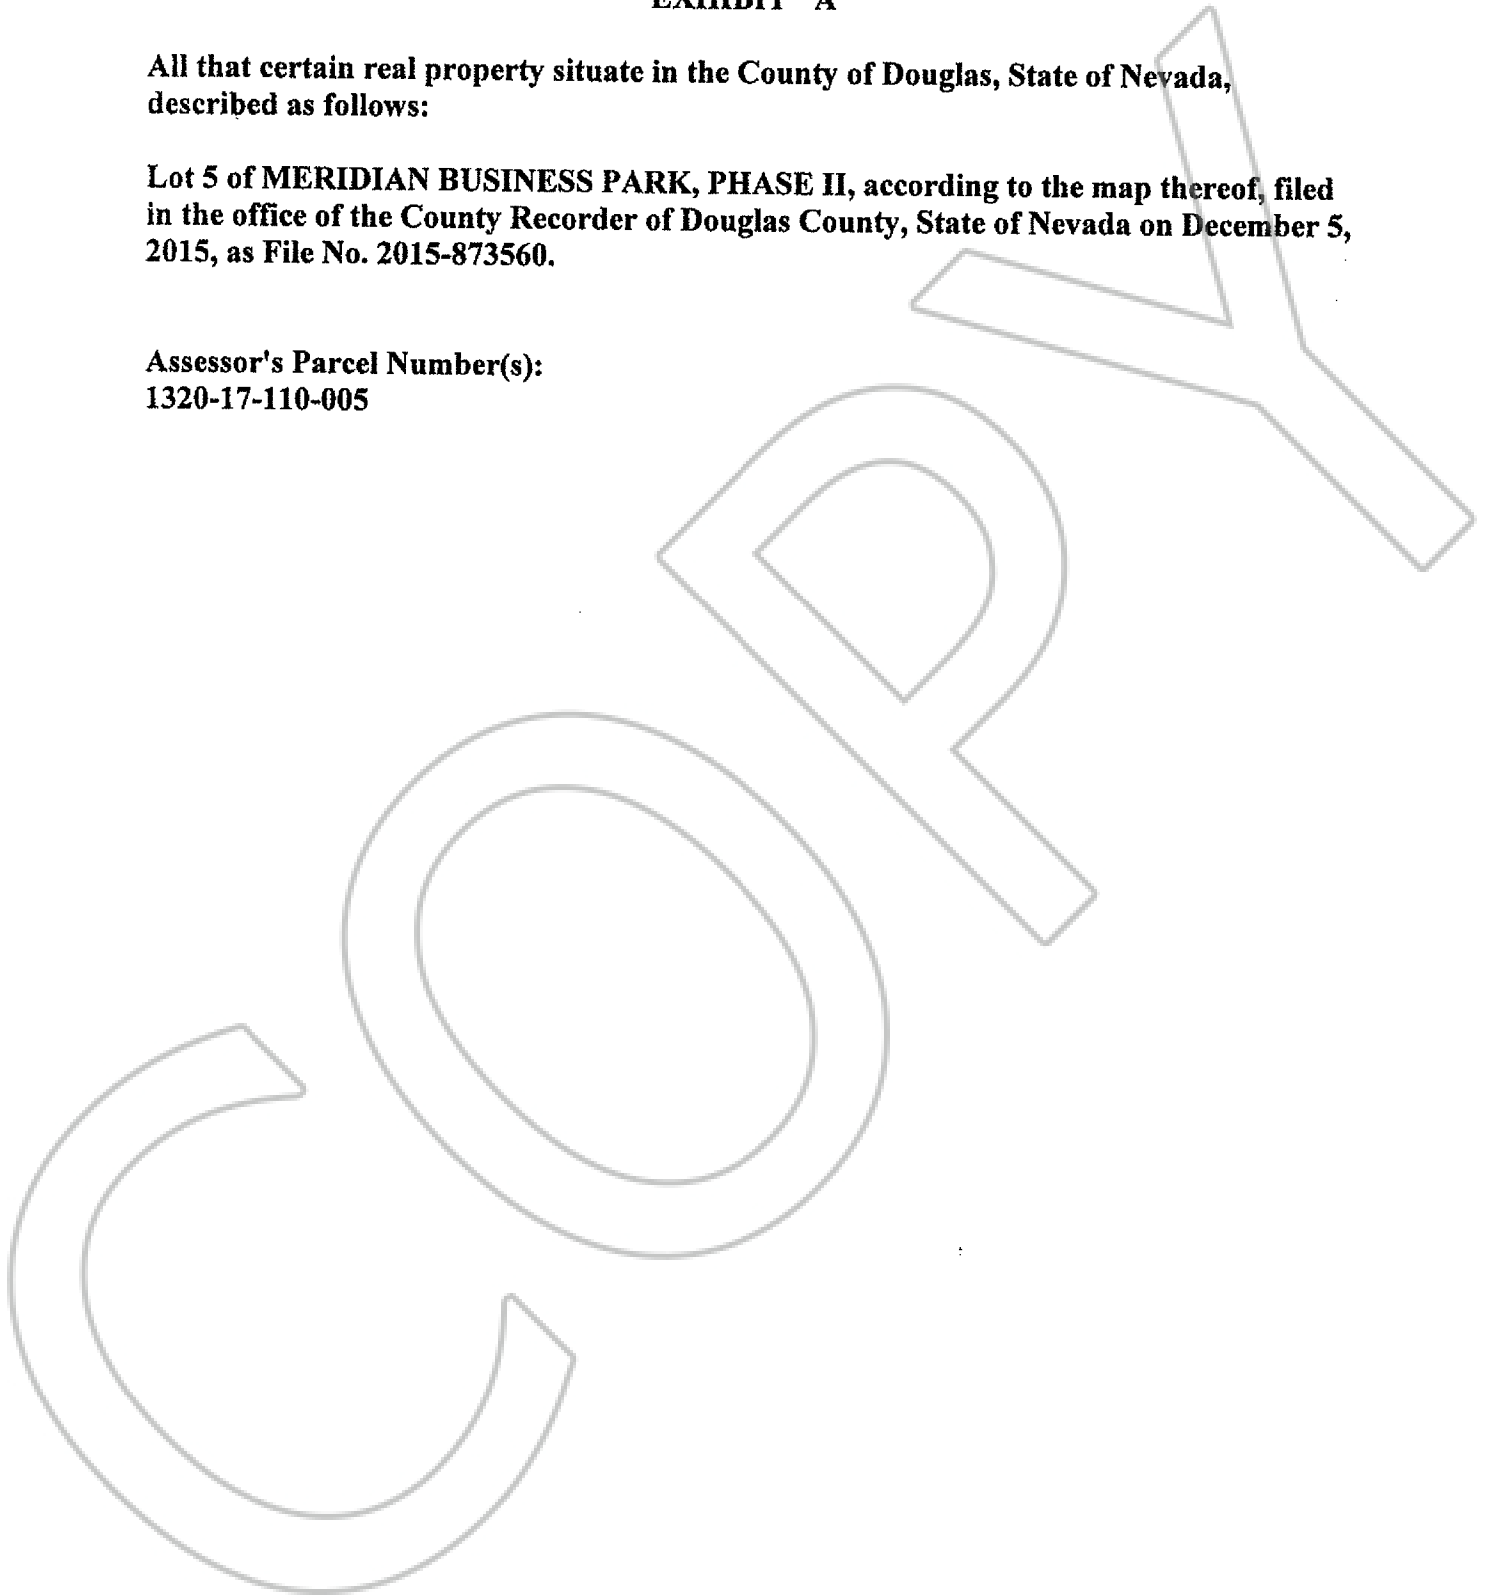 EXHIBIT "A"
All that certain real property situate in the County of Douglas, State of Nevada,
described as follows:
Lot 5 of MERIDIAN BUSINESS PARK, PHASE II, according to the map thereof, filed
in the office of the County Recorder of Douglas County, State of Nevada on December 5,
2015, as File No. 2015-873560.
Assessor's Parcel Number(s):
1320-17-110-005
COPY